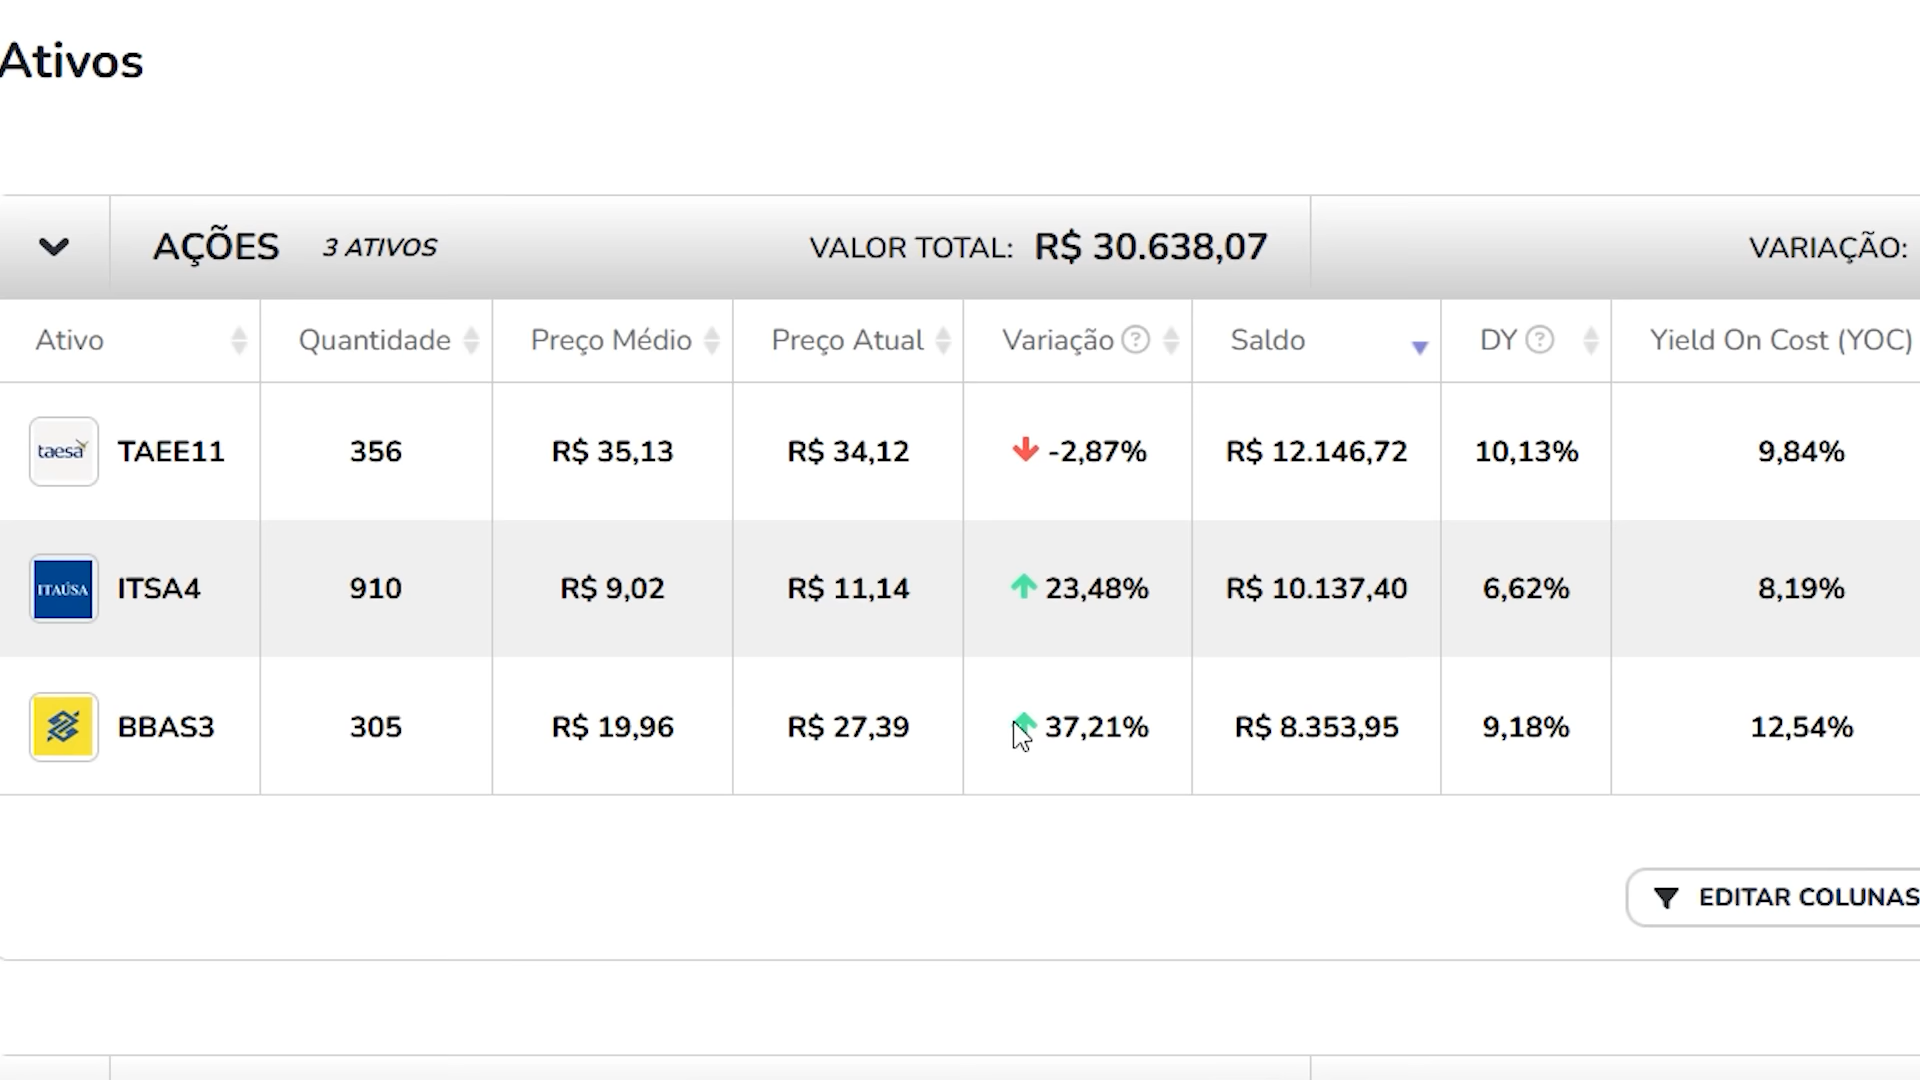 Ativos
AÇÕES 3 ATIVOS VALOR TOTAL: R$ 30.638,07 VARIAÇÃO:
Ativo Quantidade Preço Médio Preço Atual Variação ? Saldo DY ? Yield On Cost (YOC)
taesa TAEE11 356 R$ 35,13 R$ 34,12 -2,87% R$ 12.146,72 10,13% 9,84%
ITAÚSA ITSA4 910 R$ 9,02 R$ 11,14 23,48% R$ 10.137,40 6,62% 8,19%
BBAS3 305 R$ 19,96 R$ 27,39 37,21% R$ 8.353,95 9,18% 12,54%
EDITAR COLUNAS